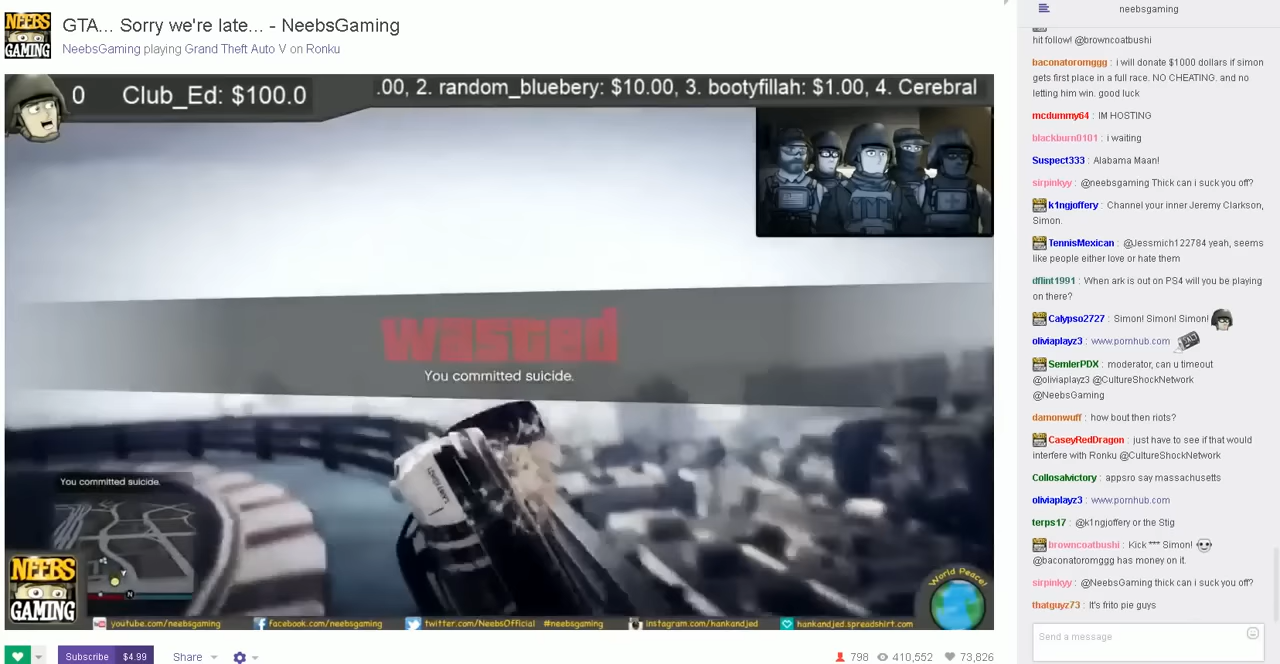 NEEBS
GAMING
GTA... Sorry we're late... - NeebsGaming
NeebsGaming playing Grand Theft Auto V on Ronku
0 Club_Ed: $100.0
.00, 2. random_bluebery: $10.00, 3. bootyfillah: $1.00, 4. Cerebral
wasted
You committed suicide.
You committed suicide.
N
NEEBS
GAMING
World Peace!
youtube.com/neebsgaming
facebook.com/neebsgaming
twitter.com/NeebsOfficial #neebsgaming
instagram.com/hankandjed
hankandjed.spreadshirt.com
Subscribe $4.99
Share
798 410,552 73,826
neebsgaming
hit follow! @browncoatbushi
baconatoromggg : i will donate $1000 dollars if simon
gets first place in a full race. NO CHEATING. and no
letting him win. good luck
mcdummy64 : IM HOSTING
blackburn0101 : i waiting
Suspect333 : Alabama Maan!
sirpinkyy : @neebsgaming Thick can i suck you off?
k1ngjoffery : Channel your inner Jeremy Clarkson,
Simon.
TennisMexican : @Jessmich122784 yeah, seems
like people either love or hate them
dflint1991 : When ark is out on PS4 will you be playing
on there?
Calypso2727 : Simon! Simon! Simon!
oliviaplayz3 : www.pornhub.com
SemlerPDX : moderator, can u timeout
@oliviaplayz3 @CultureShockNetwork
@NeebsGaming
damonwuff : how bout then riots?
CaseyRedDragon : just have to see if that would
interfere with Ronku @CultureShockNetwork
Collosalvictory : appsro say massachusetts
oliviaplayz3 : www.pornhub.com
terps17 : @k1ngjoffery or the Stig
browncoatbushi : Kick *** Simon!
@baconatoromggg has money on it.
sirpinkyy : @NeebsGaming thick can i suck you off?
thatguyz73 : It's frito pie guys
Send a message